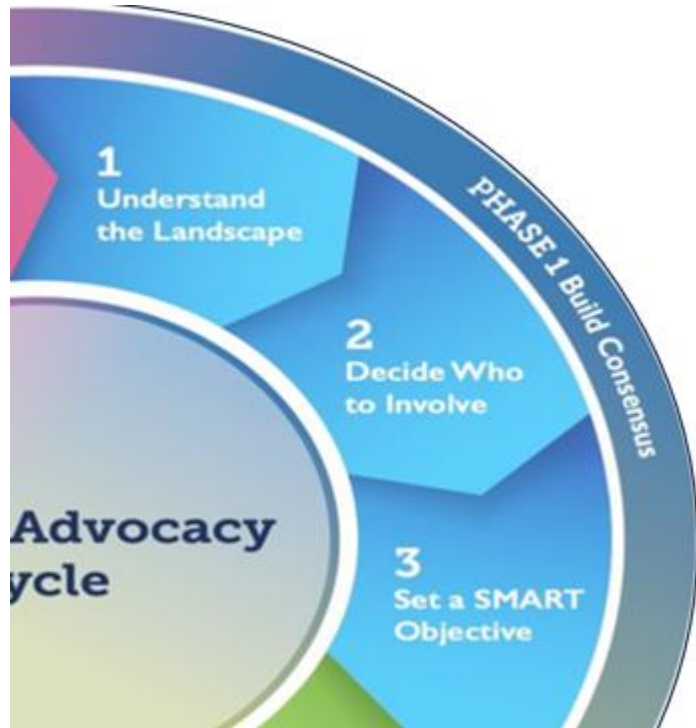 1
Understand
the Landscape
PHASE 1 Build Consensus
2
Decide Who
to Involve
Advocacy
ycle
3
Set a SMART
Objective